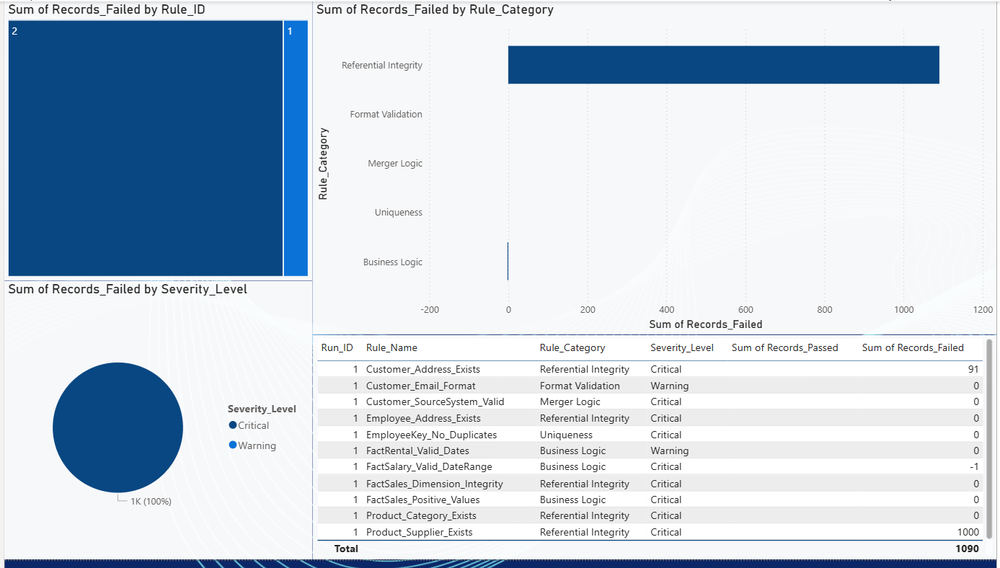 Sum of Records_Failed by Rule_ID
2
1
Sum of Records_Failed by Rule_Category
Rule_Category
Referential Integrity
Format Validation
Merger Logic
Uniqueness
Business Logic
-200 0 200 400 600 800 1000 1200
Sum of Records_Failed
Sum of Records_Failed by Severity_Level
1K (100%)
Severity_Level
Critical
Warning
Run_ID Rule_Name Rule_Category Severity_Level Sum of Records_Passed Sum of Records_Failed
1 Customer_Address_Exists Referential Integrity Critical 91
1 Customer_Email_Format Format Validation Warning 0
1 Customer_SourceSystem_Valid Merger Logic Critical 0
1 Employee_Address_Exists Referential Integrity Critical 0
1 EmployeeKey_No_Duplicates Uniqueness Critical 0
1 FactRental_Valid_Dates Business Logic Warning 0
1 FactSalary_Valid_DateRange Business Logic Critical -1
1 FactSales_Dimension_Integrity Referential Integrity Critical 0
1 FactSales_Positive_Values Business Logic Critical 0
1 Product_Category_Exists Referential Integrity Critical 0
1 Product_Supplier_Exists Referential Integrity Critical 1000
Total 1090